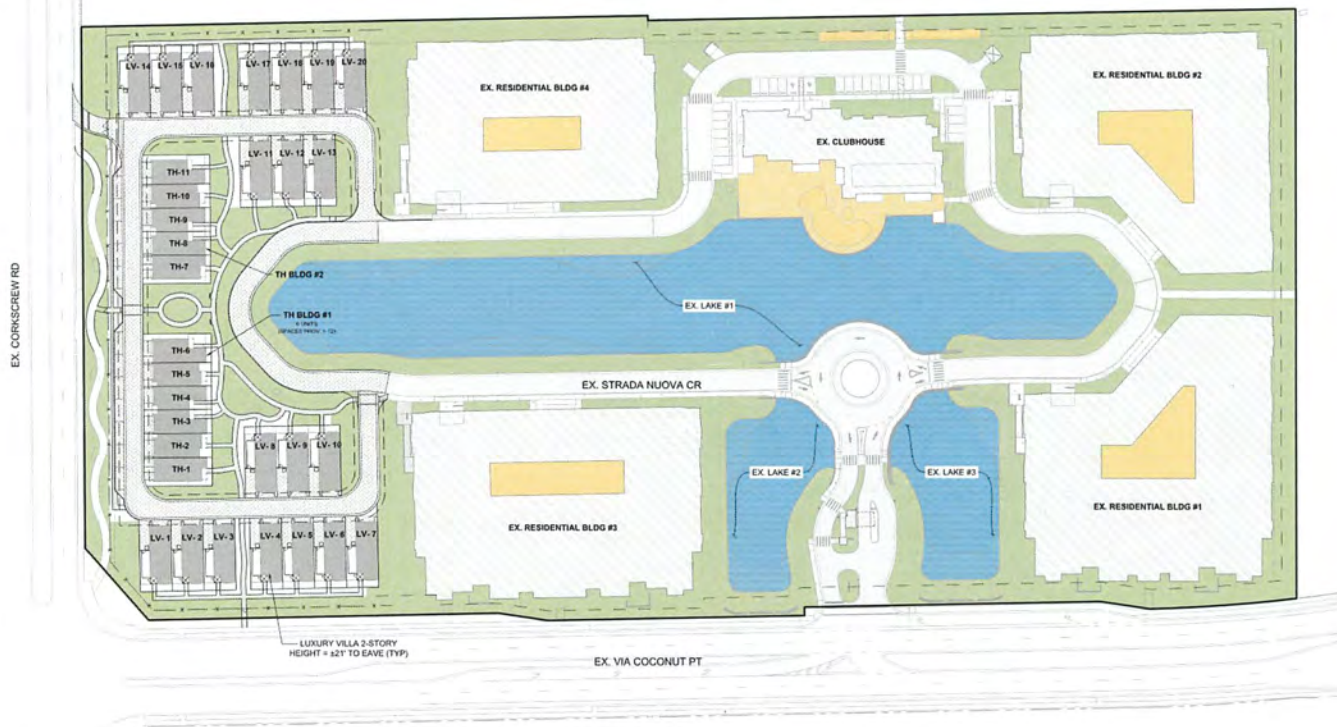 LV- 14
LV- 15
LV- 16
LV- 17
LV- 18
LV- 19
LV- 20
EX. RESIDENTIAL BLDG #4
EX. RESIDENTIAL BLDG #2
EX. CLUBHOUSE
LV- 11
LV- 12
LV- 13
TH-11
TH-10
TH-9
TH-8
TH-7
TH BLDG #2
TH BLDG #1
EX. LAKE #1
EX. CORKSCREW RD
TH-6
TH-5
TH-4
TH-3
TH-2
TH-1
EX. STRADA NUOVA CR
LV- 8
LV- 9
LV- 10
EX. LAKE #2
EX. LAKE #3
EX. RESIDENTIAL BLDG #3
EX. RESIDENTIAL BLDG #1
LV- 1
LV- 2
LV- 3
LV- 4
LV- 5
LV- 6
LV- 7
LUXURY VILLA 2-STORY
HEIGHT = ±21' TO EAVE (TYP)
EX. VIA COCONUT PT